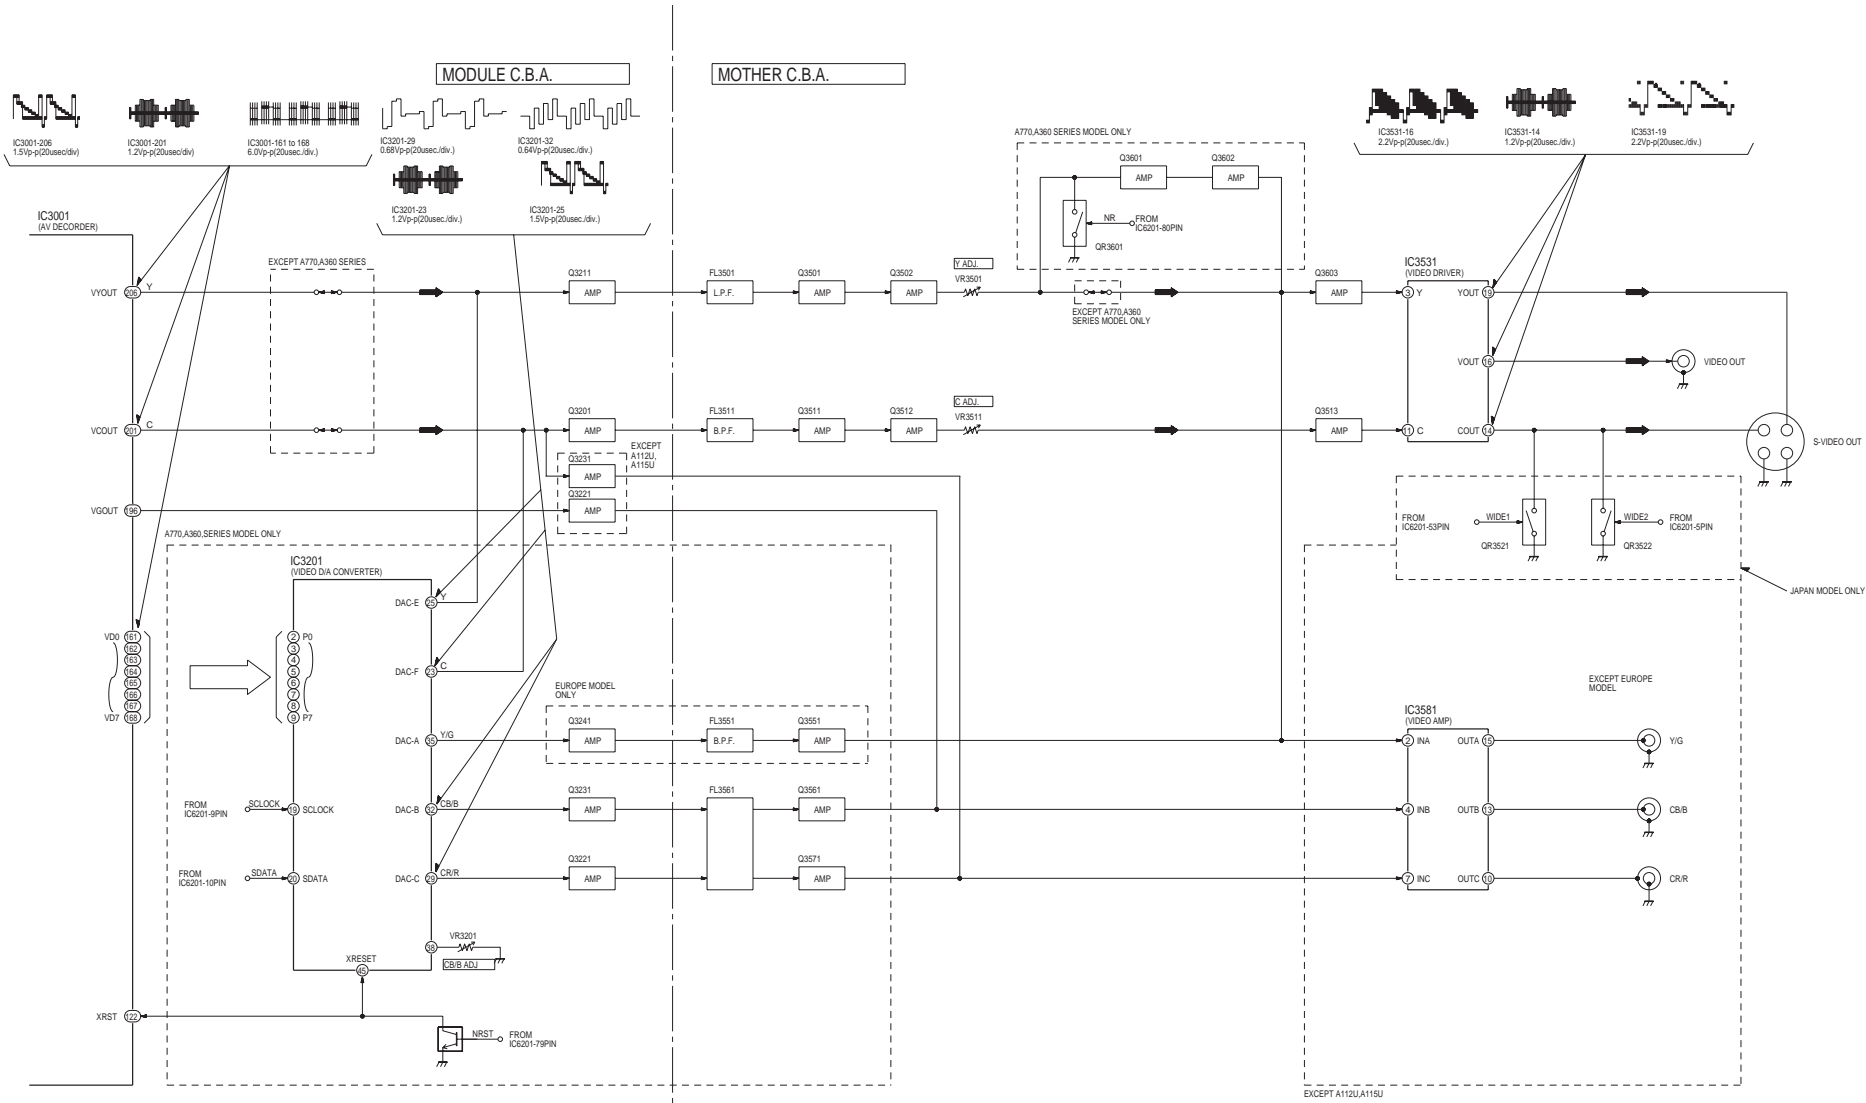 MODULE C.B.A.
MOTHER C.B.A.
IC3001-206
1.5Vp-p(20usec/div)
IC3001-201
1.2Vp-p(20usec/div)
IC3001-161 to 168
6.0Vp-p(20usec./div.)
IC3201-29
0.68Vp-p(20usec./div.)
IC3201-32
0.64Vp-p(20usec./div.)
IC3201-23
1.2Vp-p(20usec./div.)
IC3201-25
1.5Vp-p(20usec./div.)
IC3531-16
2.2Vp-p(20usec./div.)
IC3531-14
1.2Vp-p(20usec./div.)
IC3531-19
2.2Vp-p(20usec./div.)
A770,A360 SERIES MODEL ONLY
Q3601
AMP
Q3602
AMP
NR
FROM
IC6201-80PIN
QR3601
IC3001
(AV DECORDER)
EXCEPT A770,A360 SERIES
VYOUT
206
Y
Q3211
AMP
FL3501
L.P.F.
Q3501
AMP
Q3502
AMP
Y ADJ.
VR3501
EXCEPT A770,A360
SERIES MODEL ONLY
Q3603
AMP
IC3531
(VIDEO DRIVER)
3
Y
YOUT
19
VOUT
16
VIDEO OUT
VCOUT
201
C
Q3201
AMP
FL3511
B.P.F.
Q3511
AMP
Q3512
AMP
C ADJ.
VR3511
Q3513
AMP
11
C
COUT
14
S-VIDEO OUT
EXCEPT
A112U,
A115U
Q3231
AMP
Q3221
AMP
VGOUT
196
FROM
IC6201-53PIN
WIDE1
QR3521
WIDE2
QR3522
FROM
IC6201-5PIN
JAPAN MODEL ONLY
A770,A360,SERIES MODEL ONLY
IC3201
(VIDEO D/A CONVERTER)
DAC-E
25
Y
VD0
161
162
163
164
165
166
167
VD7
168
2
P0
3
4
5
6
7
8
9
P7
DAC-F
23
C
EUROPE MODEL
ONLY
DAC-A
35
Y/G
Q3241
AMP
FL3551
B.P.F.
Q3551
AMP
EXCEPT EUROPE
MODEL
IC3581
(VIDEO AMP)
2
INA
OUTA
15
Y/G
FROM
IC6201-9PIN
SCLOCK
19
SCLOCK
DAC-B
32
CB/B
Q3231
AMP
FL3561
Q3561
AMP
4
INB
OUTB
13
CB/B
FROM
IC6201-10PIN
SDATA
20
SDATA
DAC-C
29
CR/R
Q3221
AMP
Q3571
AMP
7
INC
OUTC
10
CR/R
38
VR3201
CB/B ADJ
XRESET
45
XRST
122
NRST
FROM
IC6201-79PIN
EXCEPT A112U,A115U